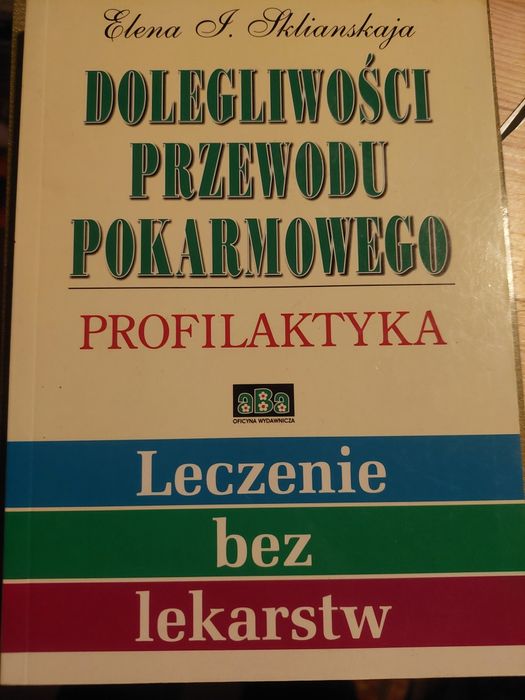 Elena I. Sklianskaja
DOLEGLIWOŚCI
PRZEWODU
POKARMOWEGO
PROFILAKTYKA
aBa
OFICYNA WYDAWNICZA
Leczenie
bez
lekarstw